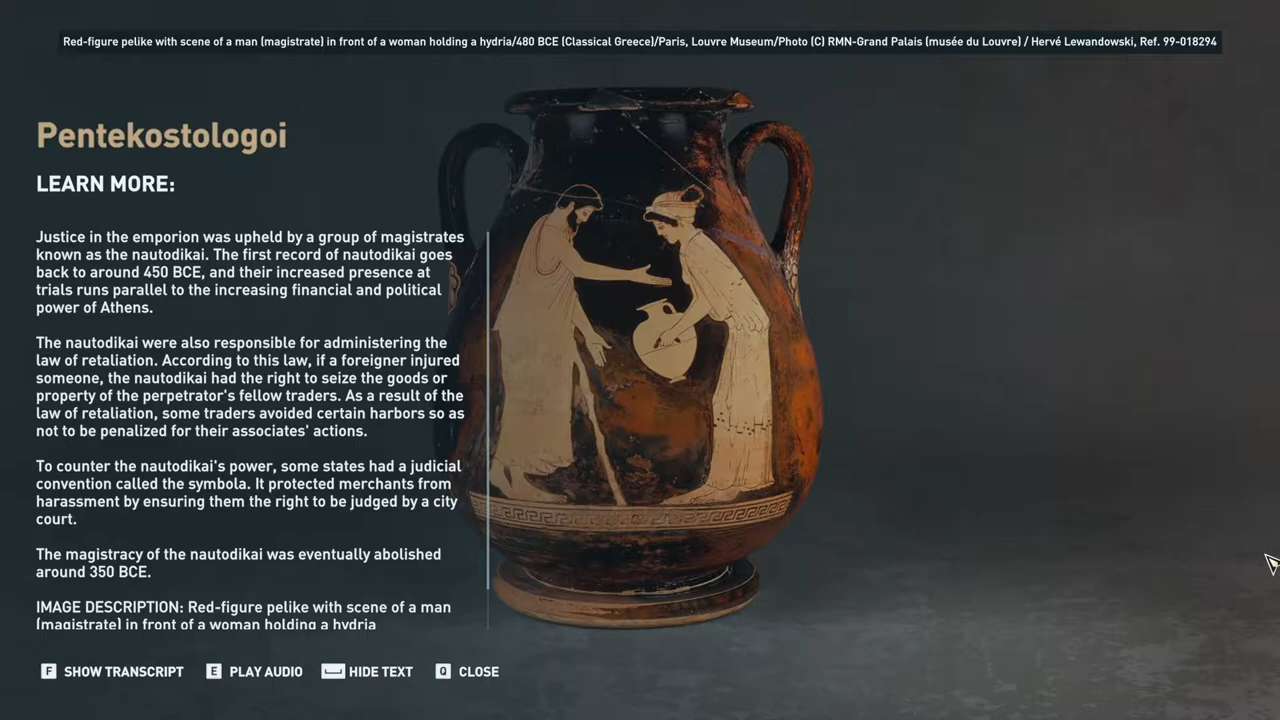 Red-figure pelike with scene of a man (magistrate) in front of a woman holding a hydria/480 BCE (Classical Greece)/Paris, Louvre Museum/Photo (C) RMN-Grand Palais (musée du Louvre) / Hervé Lewandowski, Ref. 99-018294
Pentekostologoi
LEARN MORE:
Justice in the emporion was upheld by a group of magistrates
known as the nautodikai. The first record of nautodikai goes
back to around 450 BCE, and their increased presence at
trials runs parallel to the increasing financial and political
power of Athens.
The nautodikai were also responsible for administering the
law of retaliation. According to this law, if a foreigner injured
someone, the nautodikai had the right to seize the goods or
property of the perpetrator's fellow traders. As a result of the
law of retaliation, some traders avoided certain harbors so as
not to be penalized for their associates' actions.
To counter the nautodikai's power, some states had a judicial
convention called the symbola. It protected merchants from
harassment by ensuring them the right to be judged by a city
court.
The magistracy of the nautodikai was eventually abolished
around 350 BCE.
IMAGE DESCRIPTION: Red-figure pelike with scene of a man
(magistrate) in front of a woman holding a hydria
F SHOW TRANSCRIPT E PLAY AUDIO HIDE TEXT Q CLOSE